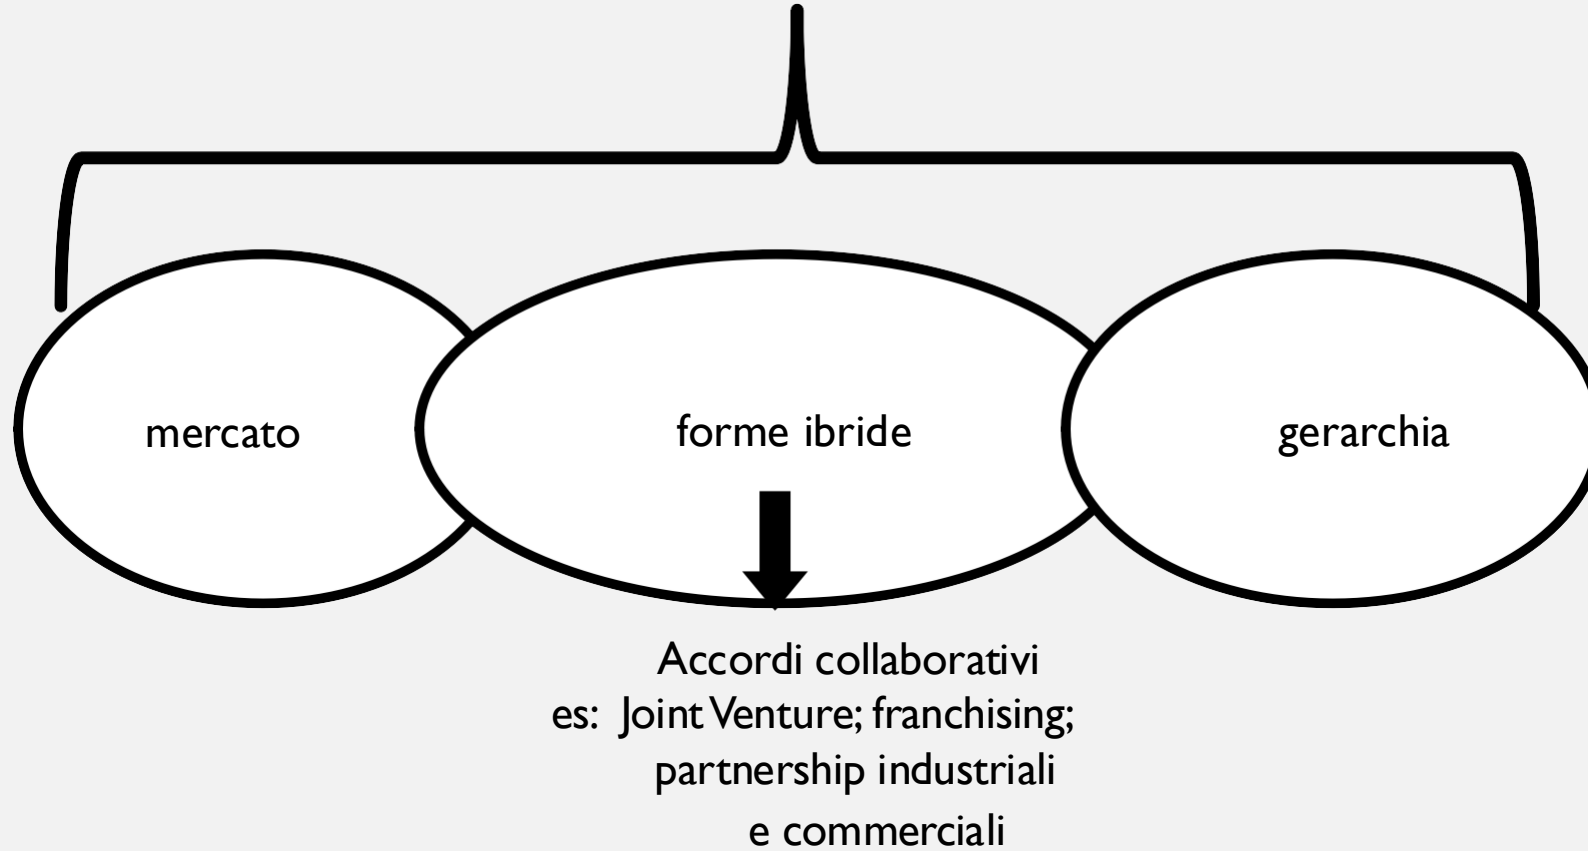 mercato
forme ibride
gerarchia
Accordi collaborativi
es: Joint Venture; franchising;
partnership industriali
e commerciali